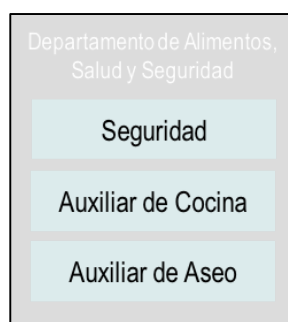 Departamento de Alimentos,
Salud y Seguridad
Seguridad
Auxiliar de Cocina
Auxiliar de Aseo